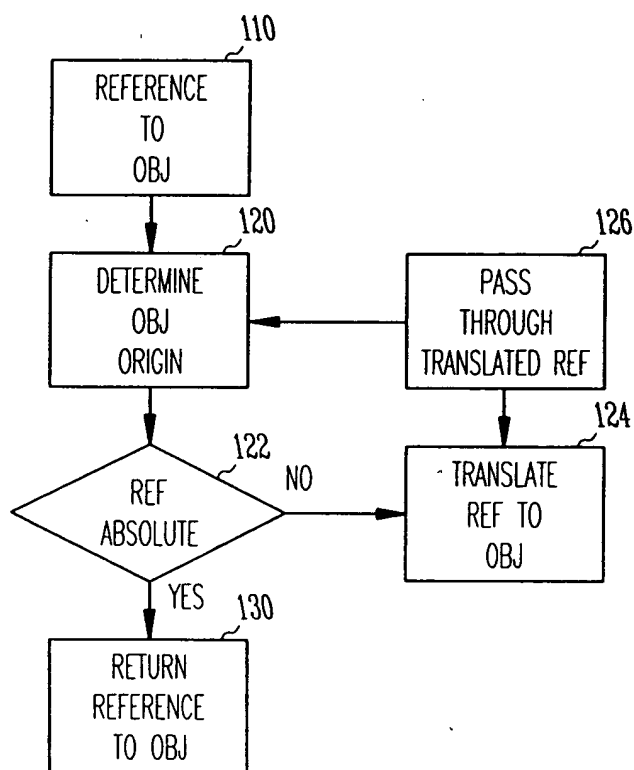 110
REFERENCE
TO
OBJ
120
DETERMINE
OBJ
ORIGIN
126
PASS
THROUGH
TRANSLATED REF
122
REF
ABSOLUTE
NO
YES
124
TRANSLATE
REF TO
OBJ
130
RETURN
REFERENCE
TO OBJ